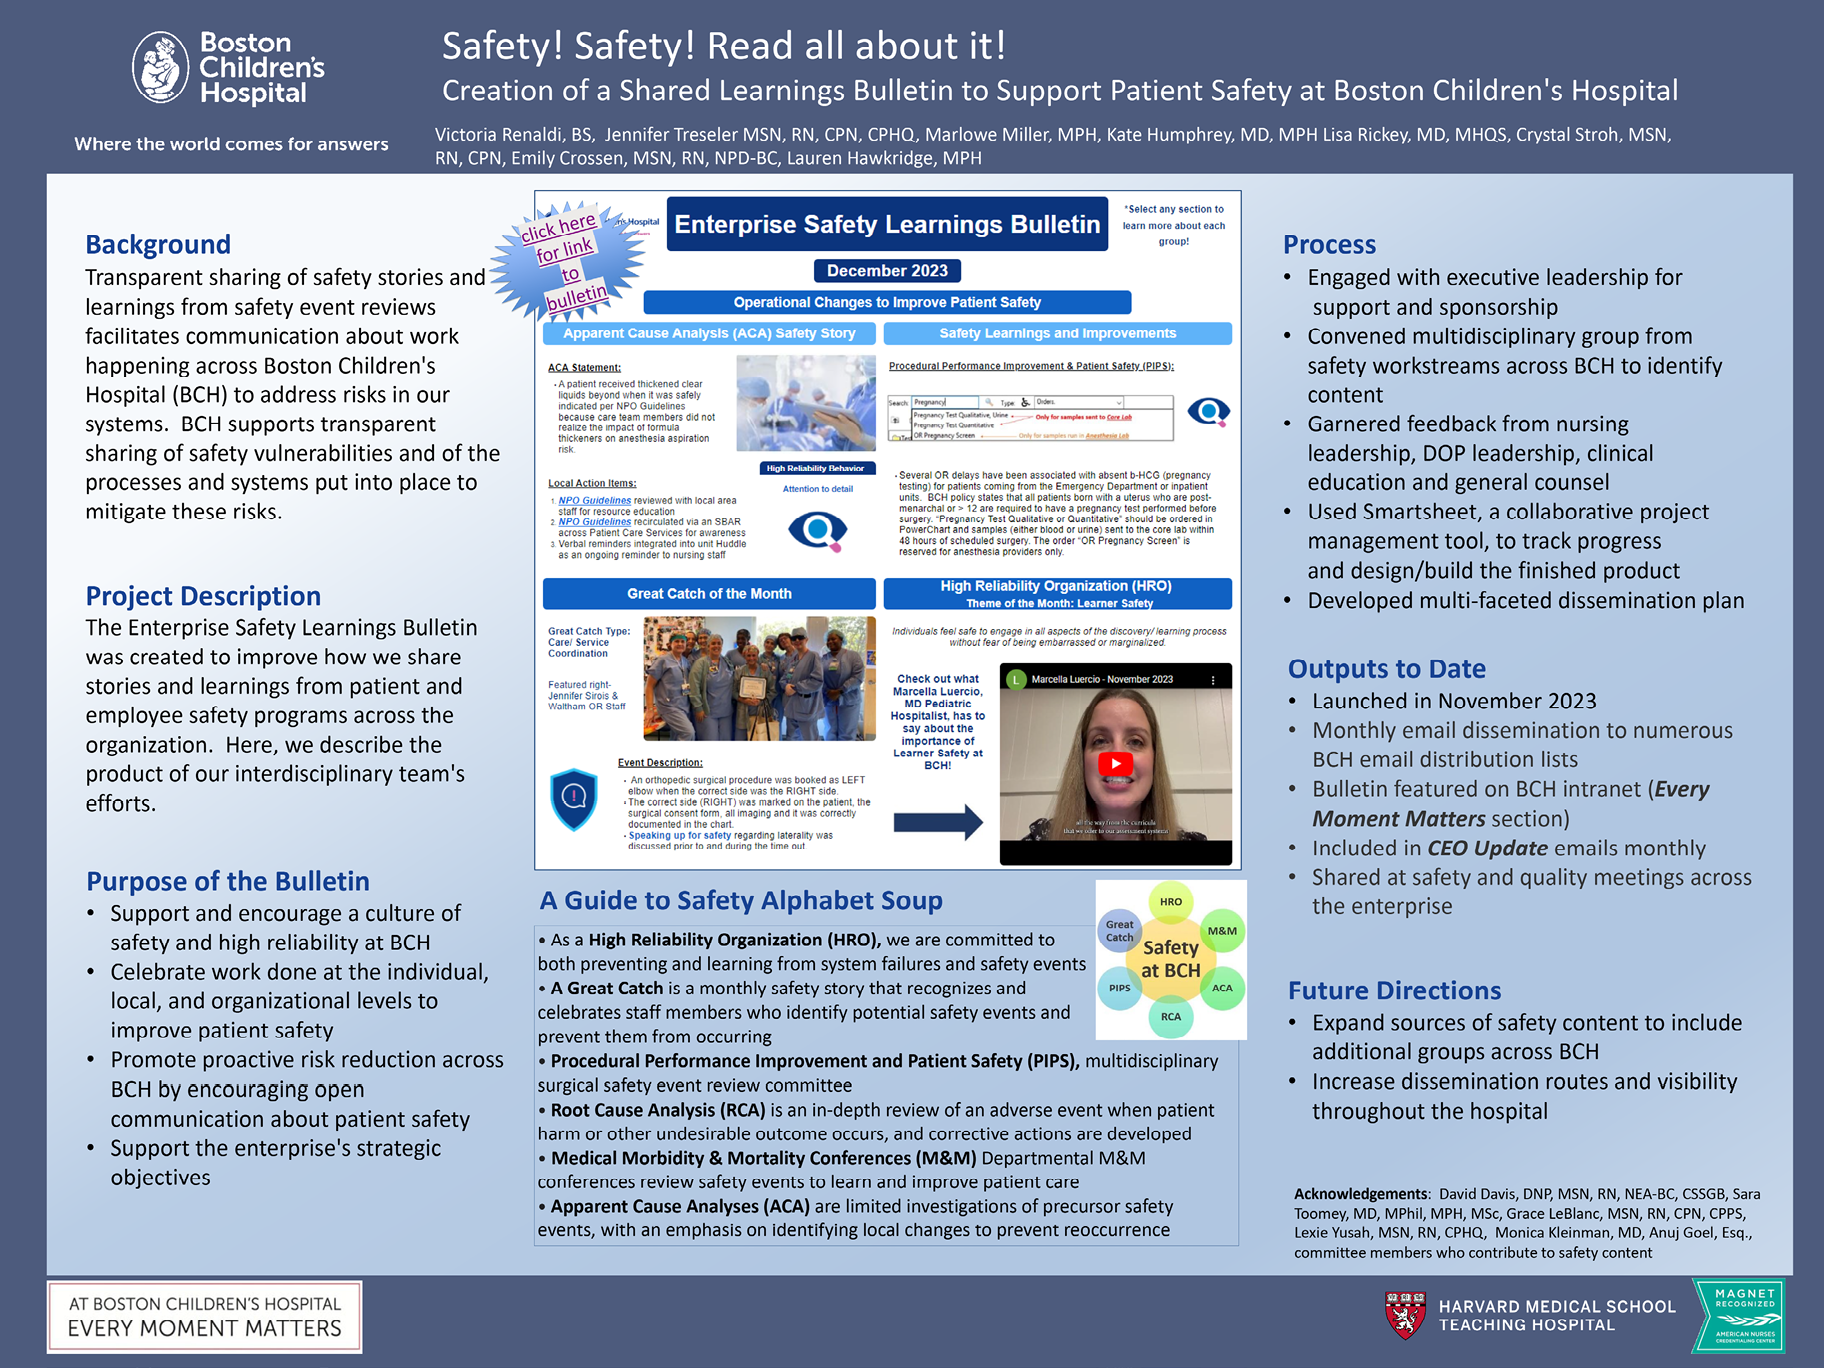 Boston
Children's
Hospital
Where the world comes for answers
Safety! Safety! Read all about it!
Creation of a Shared Learnings Bulletin to Support Patient Safety at Boston Children's Hospital
Victoria Renaldi, BS,  Jennifer Treseler MSN, RN, CPN, CPHQ, Marlowe Miller, MPH, Kate Humphrey, MD, MPH Lisa Rickey, MD, MHQS, Crystal Stroh, MSN,
RN, CPN, Emily Crossen, MSN, RN, NPD-BC, Lauren Hawkridge, MPH
Background
Transparent sharing of safety stories and
learnings from safety event reviews
facilitates communication about work
happening across Boston Children's
Hospital (BCH) to address risks in our
systems.  BCH supports transparent
sharing of safety vulnerabilities and of the
processes and systems put into place to
mitigate these risks.
Project Description
The Enterprise Safety Learnings Bulletin
was created to improve how we share
stories and learnings from patient and
employee safety programs across the
organization.  Here, we describe the
product of our interdisciplinary team's
efforts.
Purpose of the Bulletin
• Support and encourage a culture of
safety and high reliability at BCH
• Celebrate work done at the individual,
local, and organizational levels to
improve patient safety
• Promote proactive risk reduction across
BCH by encouraging open
communication about patient safety
• Support the enterprise's strategic
objectives
click here
for link
to
bulletin
n's Hospital
Enterprise Safety Learnings Bulletin
*Select any section to
learn more about each
group!
December 2023
Operational Changes to Improve Patient Safety
Apparent Cause Analysis (ACA) Safety Story
ACA Statement:
• A patient received thickened clear
liquids beyond when it was safely
indicated per NPO Guidelines
because care team members did not
realize the impact of formula
thickeners on anesthesia aspiration
risk.
High Reliability Behavior
Attention to detail
Local Action Items:
1. NPO Guidelines reviewed with local area
staff for resource education
2. NPO Guidelines recirculated via an SBAR
across Patient Care Services for awareness
3. Verbal reminders integrated into unit Huddle
as an ongoing reminder to nursing staff
Safety Learnings and Improvements
Procedural Performance Improvement & Patient Safety (PIPS):
Search: Pregnancy Type: Orders
Pregnancy Test Qualitative, Urine Only for samples sent to Core Lab
Pregnancy Test Quantitative
OR Pregnancy Screen Only for samples run in Anesthesia Lab
• Several OR delays have been associated with absent b-HCG (pregnancy
testing) for patients coming from the Emergency Department or inpatient
units.  BCH policy states that all patients born with a uterus who are post-
menarchal or > 12 are required to have a pregnancy test performed before
surgery. "Pregnancy Test Qualitative or Quantitative" should be ordered in
PowerChart and samples (either blood or urine) sent to the core lab within
48 hours of scheduled surgery. The order "OR Pregnancy Screen" is
reserved for anesthesia providers only.
Great Catch of the Month
Great Catch Type:
Care/ Service
Coordination
Featured right-
Jennifer Sirois &
Waltham OR Staff
Event Description:
• An orthopedic surgical procedure was booked as LEFT
elbow when the correct side was the RIGHT side.
• The correct side (RIGHT) was marked on the patient, the
surgical consent form, all imaging and it was correctly
documented in the chart.
• Speaking up for safety regarding laterality was
discussed prior to and during the time out
High Reliability Organization (HRO)
Theme of the Month: Learner Safety
Individuals feel safe to engage in all aspects of the discovery/ learning process
without fear of being embarrassed or marginalized.
Check out what
Marcella Luercio,
MD Pediatric
Hospitalist, has to
say about the
importance of
Learner Safety at
BCH!
L Marcella Luercio - November 2023
all the way from the curricula
that we offer to our assessment systems
A Guide to Safety Alphabet Soup
HRO
Great
Catch
M&M
Safety
at BCH
PIPS
ACA
RCA
• As a High Reliability Organization (HRO), we are committed to
both preventing and learning from system failures and safety events
• A Great Catch is a monthly safety story that recognizes and
celebrates staff members who identify potential safety events and
prevent them from occurring
• Procedural Performance Improvement and Patient Safety (PIPS), multidisciplinary
surgical safety event review committee
• Root Cause Analysis (RCA) is an in-depth review of an adverse event when patient
harm or other undesirable outcome occurs, and corrective actions are developed
• Medical Morbidity & Mortality Conferences (M&M) Departmental M&M
conferences review safety events to learn and improve patient care
• Apparent Cause Analyses (ACA) are limited investigations of precursor safety
events, with an emphasis on identifying local changes to prevent reoccurrence
Process
• Engaged with executive leadership for
support and sponsorship
• Convened multidisciplinary group from
safety workstreams across BCH to identify
content
• Garnered feedback from nursing
leadership, DOP leadership, clinical
education and general counsel
• Used Smartsheet, a collaborative project
management tool, to track progress
and design/build the finished product
• Developed multi-faceted dissemination plan
Outputs to Date
• Launched in November 2023
• Monthly email dissemination to numerous
BCH email distribution lists
• Bulletin featured on BCH intranet (Every
Moment Matters section)
• Included in CEO Update emails monthly
• Shared at safety and quality meetings across
the enterprise
Future Directions
• Expand sources of safety content to include
additional groups across BCH
• Increase dissemination routes and visibility
throughout the hospital
Acknowledgements:  David Davis, DNP, MSN, RN, NEA-BC, CSSGB, Sara
Toomey, MD, MPhil, MPH, MSc, Grace LeBlanc, MSN, RN, CPN, CPPS,
Lexie Yusah, MSN, RN, CPHQ,  Monica Kleinman, MD, Anuj Goel, Esq.,
committee members who contribute to safety content
AT BOSTON CHILDREN'S HOSPITAL
EVERY MOMENT MATTERS
HARVARD MEDICAL SCHOOL
TEACHING HOSPITAL
MAGNET
RECOGNIZED
AMERICAN NURSES
CREDENTIALING CENTER